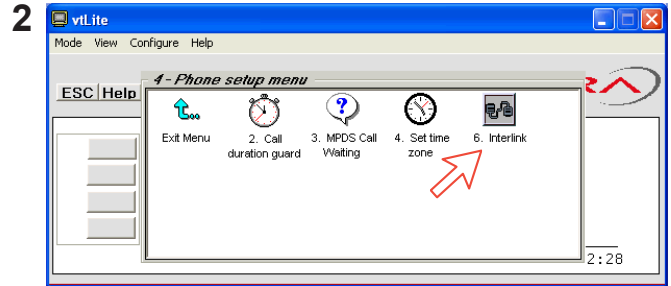 2
vtLite
Mode View Configure Help
ESC Help
4 - Phone setup menu
RA
Exit Menu
2. Call duration guard
3. MPDS Call Waiting
4. Set time zone
6. Interlink
2:28